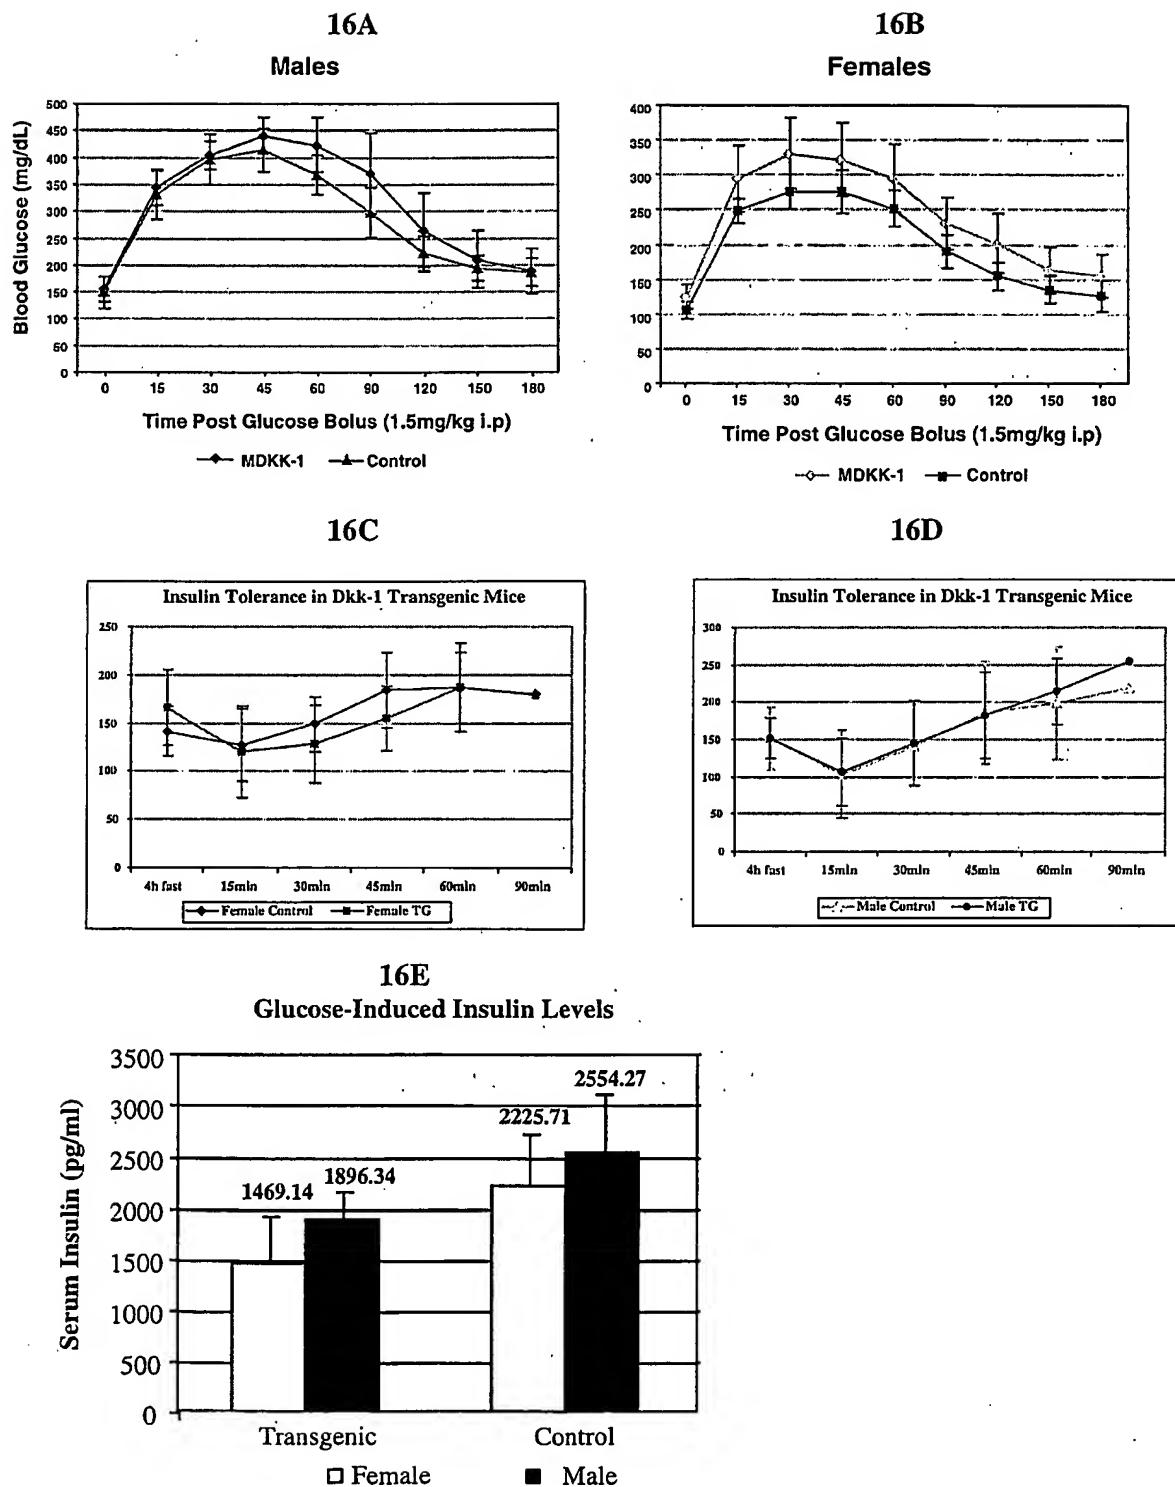 16A
Males
500
450
400
350
300
250
200
150
100
50
0
Blood Glucose (mg/dL)
0 15 30 45 60 90 120 150 180
Time Post Glucose Bolus (1.5mg/kg i.p)
MDKK-1 Control
16B
Females
400
350
300
250
200
150
100
50
0
0 15 30 45 60 90 120 150 180
Time Post Glucose Bolus (1.5mg/kg i.p)
MDKK-1 Control
16C
Insulin Tolerance in Dkk-1 Transgenic Mice
250
200
150
100
50
0
4h fast 15min 30min 45min 60min 90min
Female Control Female TG
16D
Insulin Tolerance in Dkk-1 Transgenic Mice
300
250
200
150
100
50
0
4h fast 15min 30min 45min 60min 90min
Male Control Male TG
16E
Glucose-Induced Insulin Levels
3500
3000
2500
2000
1500
1000
500
0
Serum Insulin (pg/ml)
1469.14
1896.34
2225.71
2554.27
Transgenic Control
Female Male